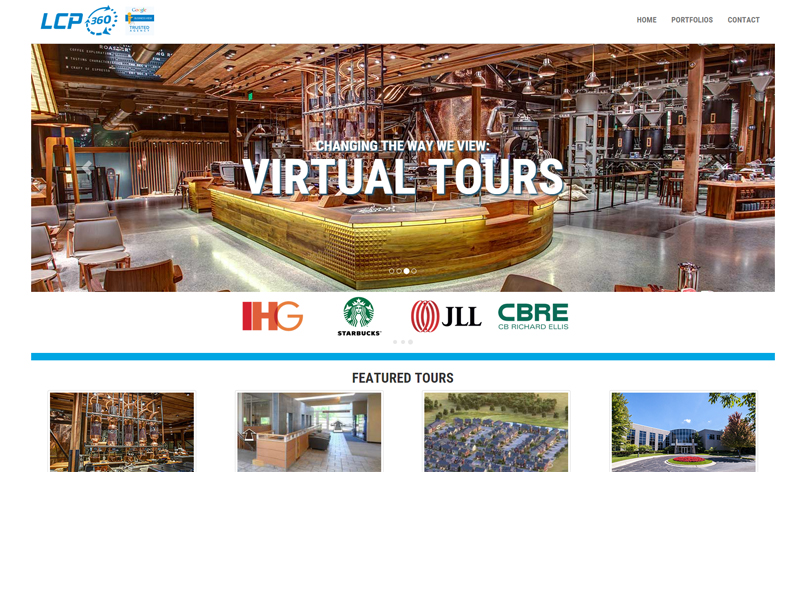 LCP 360
Google
TRUSTED
AGENCY
HOME PORTFOLIOS CONTACT
CHANGING THE WAY WE VIEW:
VIRTUAL TOURS
IHG
STARBUCKS
JLL
CBRE
CB RICHARD ELLIS
FEATURED TOURS